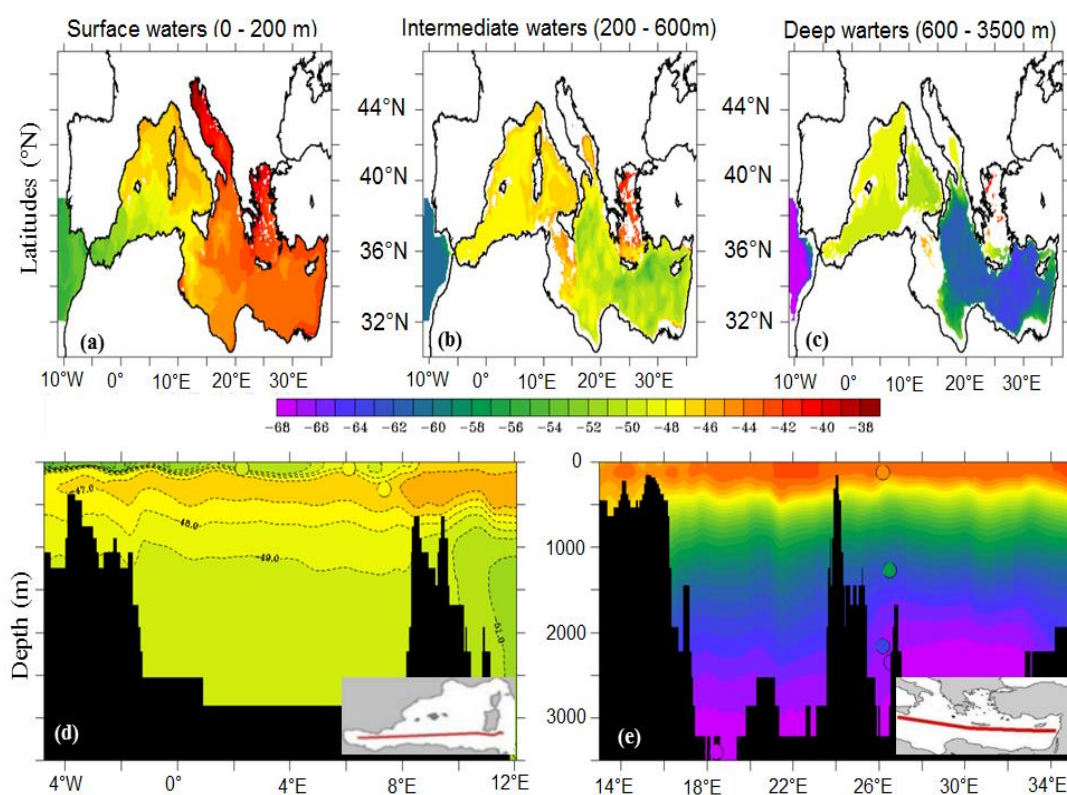 Surface waters (0 - 200 m)
Intermediate waters (200 - 600m)
Deep warters (600 - 3500 m)
Latitudes (°N)
44°N
40°N
36°N
32°N
44°N
40°N
36°N
32°N
(a)
(b)
(c)
10°W 0° 10°E 20°E 30°E
10°W 0° 10°E 20°E 30°E
10°W 0° 10°E 20°E 30°E
-68 -66 -64 -62 -60 -58 -56 -54 -52 -50 -48 -46 -44 -42 -40 -38
Depth (m)
-47.0
-48.0
-49.0
-51.0
0
1000
2000
3000
(d)
(e)
4°W 0° 4°E 8°E 12°E
13°E 18°E 22°E 26°E 30°E 34°E